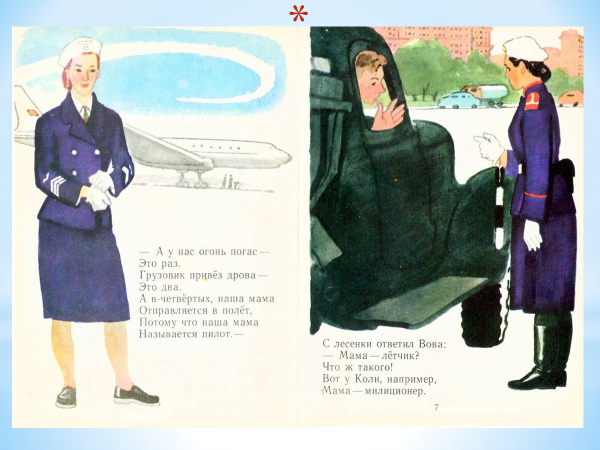 *
— А у нас огонь погас —
Это раз.
Грузовик привёз дрова —
Это два.
А в-четвёртых, наша мама
Отправляется в полёт,
Потому что наша мама
Называется пилот.—
С лесенки ответил Вова:
— Мама — лётчик?
Что ж такого!
Вот у Коли, например,
Мама — милиционер.
7